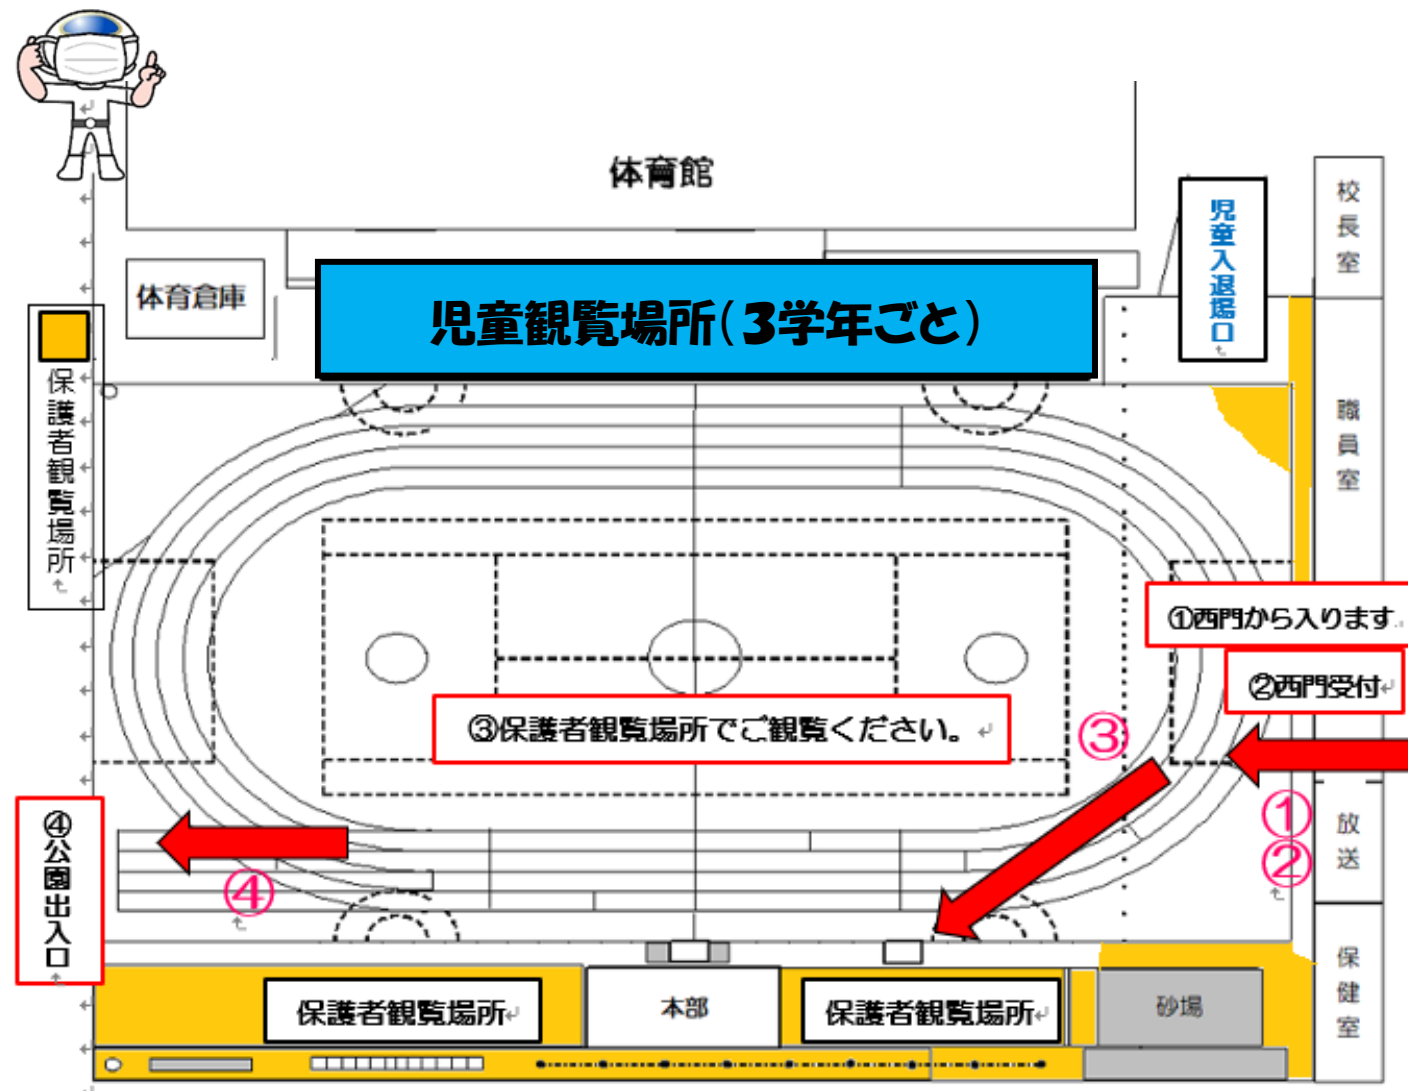 体育館
校長室
児童入退場口
体育倉庫
児童観覧場所(3学年ごと)
保護者観覧場所
職員室
①西門から入ります。
②西門受付
③保護者観覧場所でご観覧ください。
③
①
②
放送
④公園出入口
④
保健室
保護者観覧場所
本部
保護者観覧場所
砂場